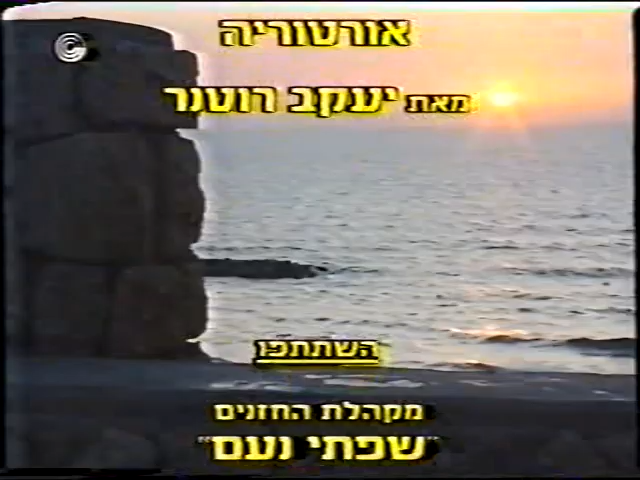 אורטוריה
מאת יעקב רוטנר
השתתפו
מקהלת החזנים
"שפתי נעם"